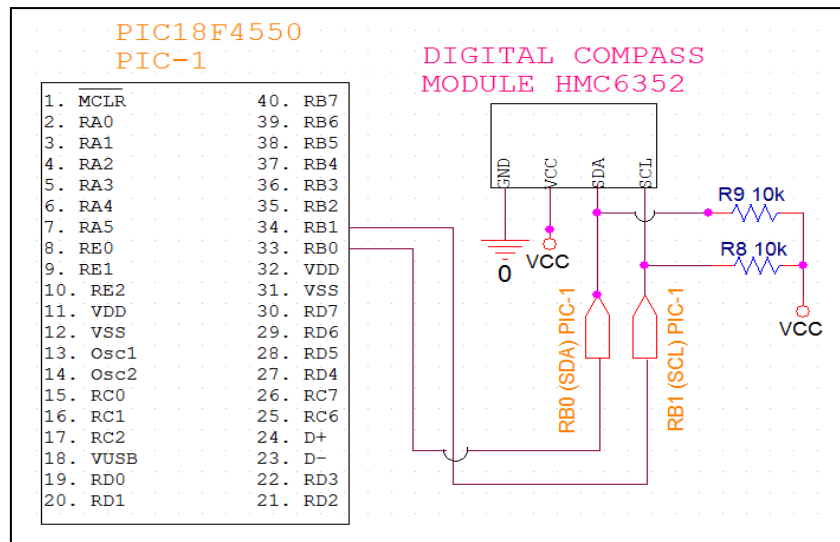 PIC18F4550
PIC-1
1. MCLR
2. RA0
3. RA1
4. RA2
5. RA3
6. RA4
7. RA5
8. RE0
9. RE1
10. RE2
11. VDD
12. VSS
13. Osc1
14. Osc2
15. RC0
16. RC1
17. RC2
18. VUSB
19. RD0
20. RD1
40. RB7
39. RB6
38. RB5
37. RB4
36. RB3
35. RB2
34. RB1
33. RB0
32. VDD
31. VSS
30. RD7
29. RD6
28. RD5
27. RD4
26. RC7
25. RC6
24. D+
23. D-
22. RD3
21. RD2
DIGITAL COMPASS
MODULE HMC6352
GND
VCC
SDA
SCL
0
VCC
R9 10k
R8 10k
VCC
RB0 (SDA) PIC-1
RB1 (SCL) PIC-1